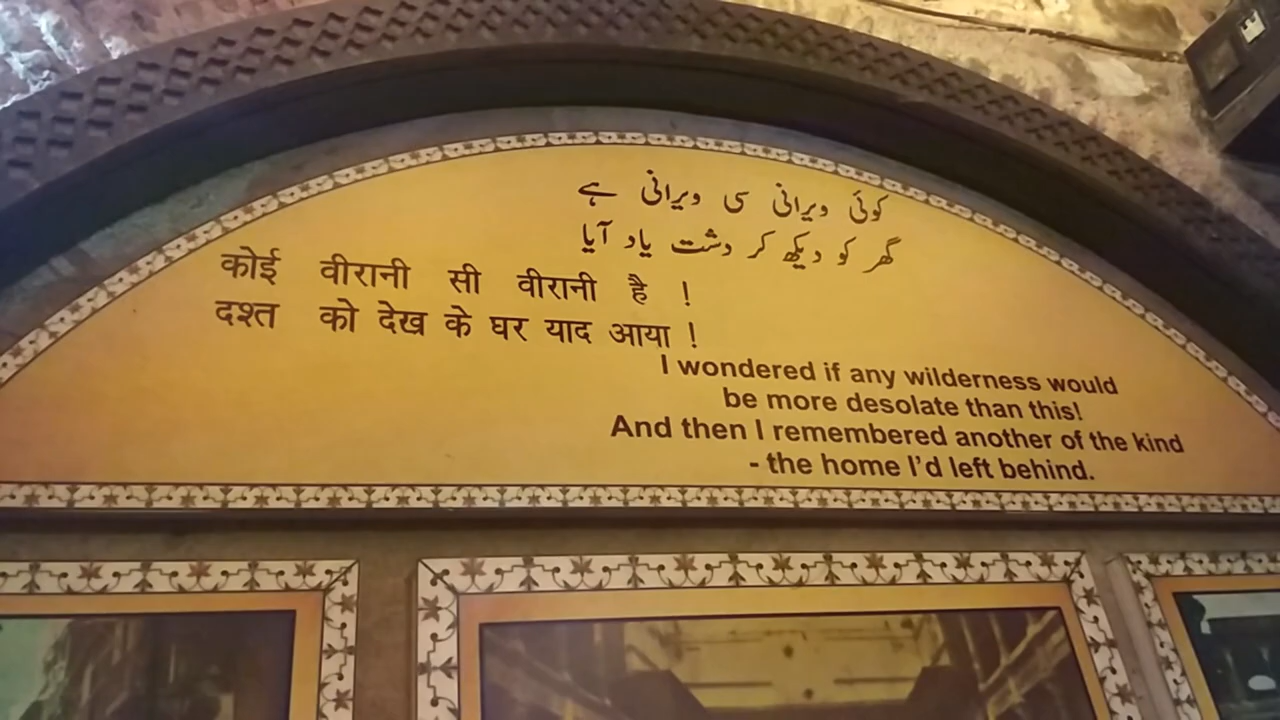 کوئی ویرانی سی ویرانی ہے
گھر کو دیکھ کر دشت یاد آیا
कोई वीरानी सी वीरानी है !
दश्त को देख के घर याद आया !
I wondered if any wilderness would
be more desolate than this!
And then I remembered another of the kind
- the home I'd left behind.